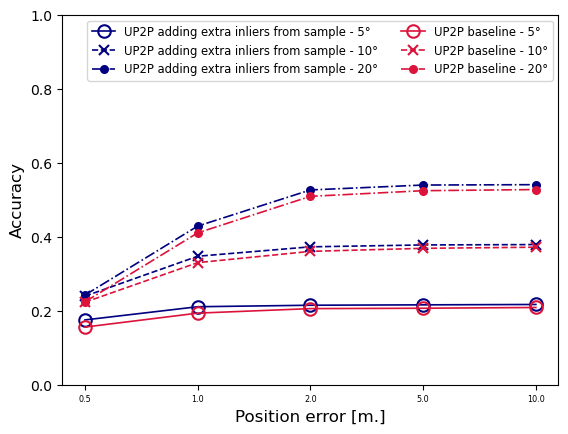 UP2P adding extra inliers from sample - 5°
UP2P adding extra inliers from sample - 10°
UP2P adding extra inliers from sample - 20°
UP2P baseline - 5°
UP2P baseline - 10°
UP2P baseline - 20°
1.0
0.8
0.6
0.4
0.2
0.0
Accuracy
0.5 1.0 2.0 5.0 10.0
Position error [m.]